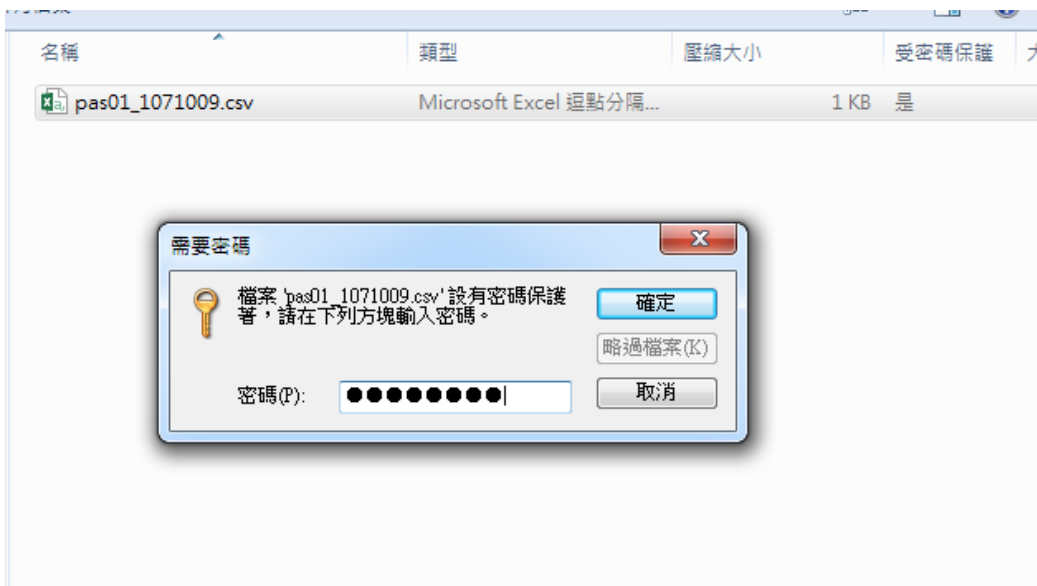 名稱 類型 壓縮大小 受密碼保護
pas01_1071009.csv Microsoft Excel 逗點分隔... 1 KB 是
需要密碼
檔案 'pas01_1071009.csv' 設有密碼保護
著，請在下列方塊輸入密碼。
確定
略過檔案(K)
密碼(P): ●●●●●●●●
取消